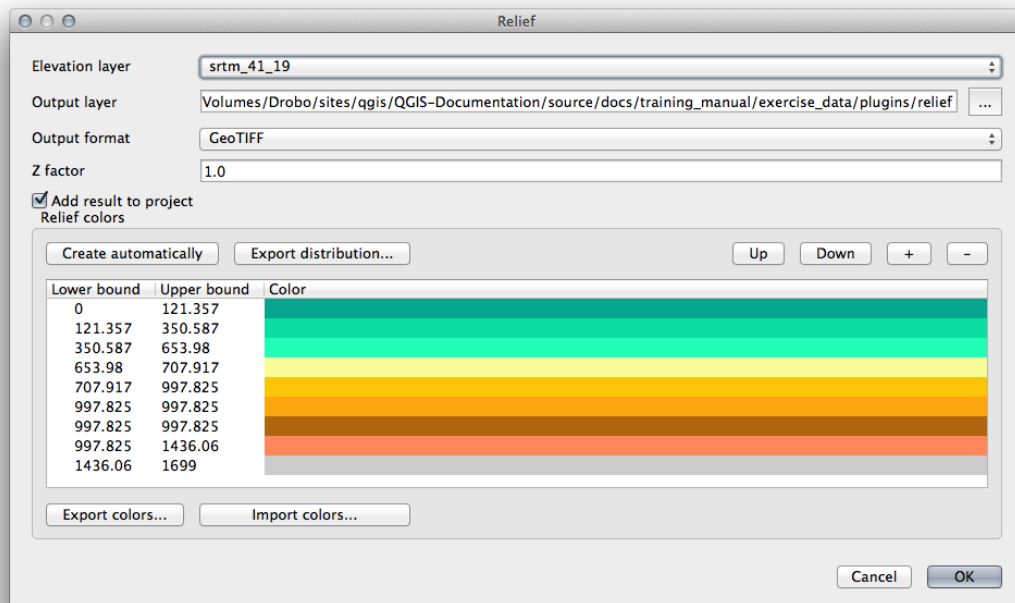 Relief
Elevation layer srtm_41_19
Output layer Volumes/Drobo/sites/qgis/QGIS-Documentation/source/docs/training_manual/exercise_data/plugins/relief ...
Output format GeoTIFF
Z factor 1.0
Add result to project
Relief colors
Create automatically Export distribution... Up Down + -
Lower bound Upper bound Color
0 121.357
121.357 350.587
350.587 653.98
653.98 707.917
707.917 997.825
997.825 997.825
997.825 997.825
997.825 1436.06
1436.06 1699
Export colors... Import colors...
Cancel OK